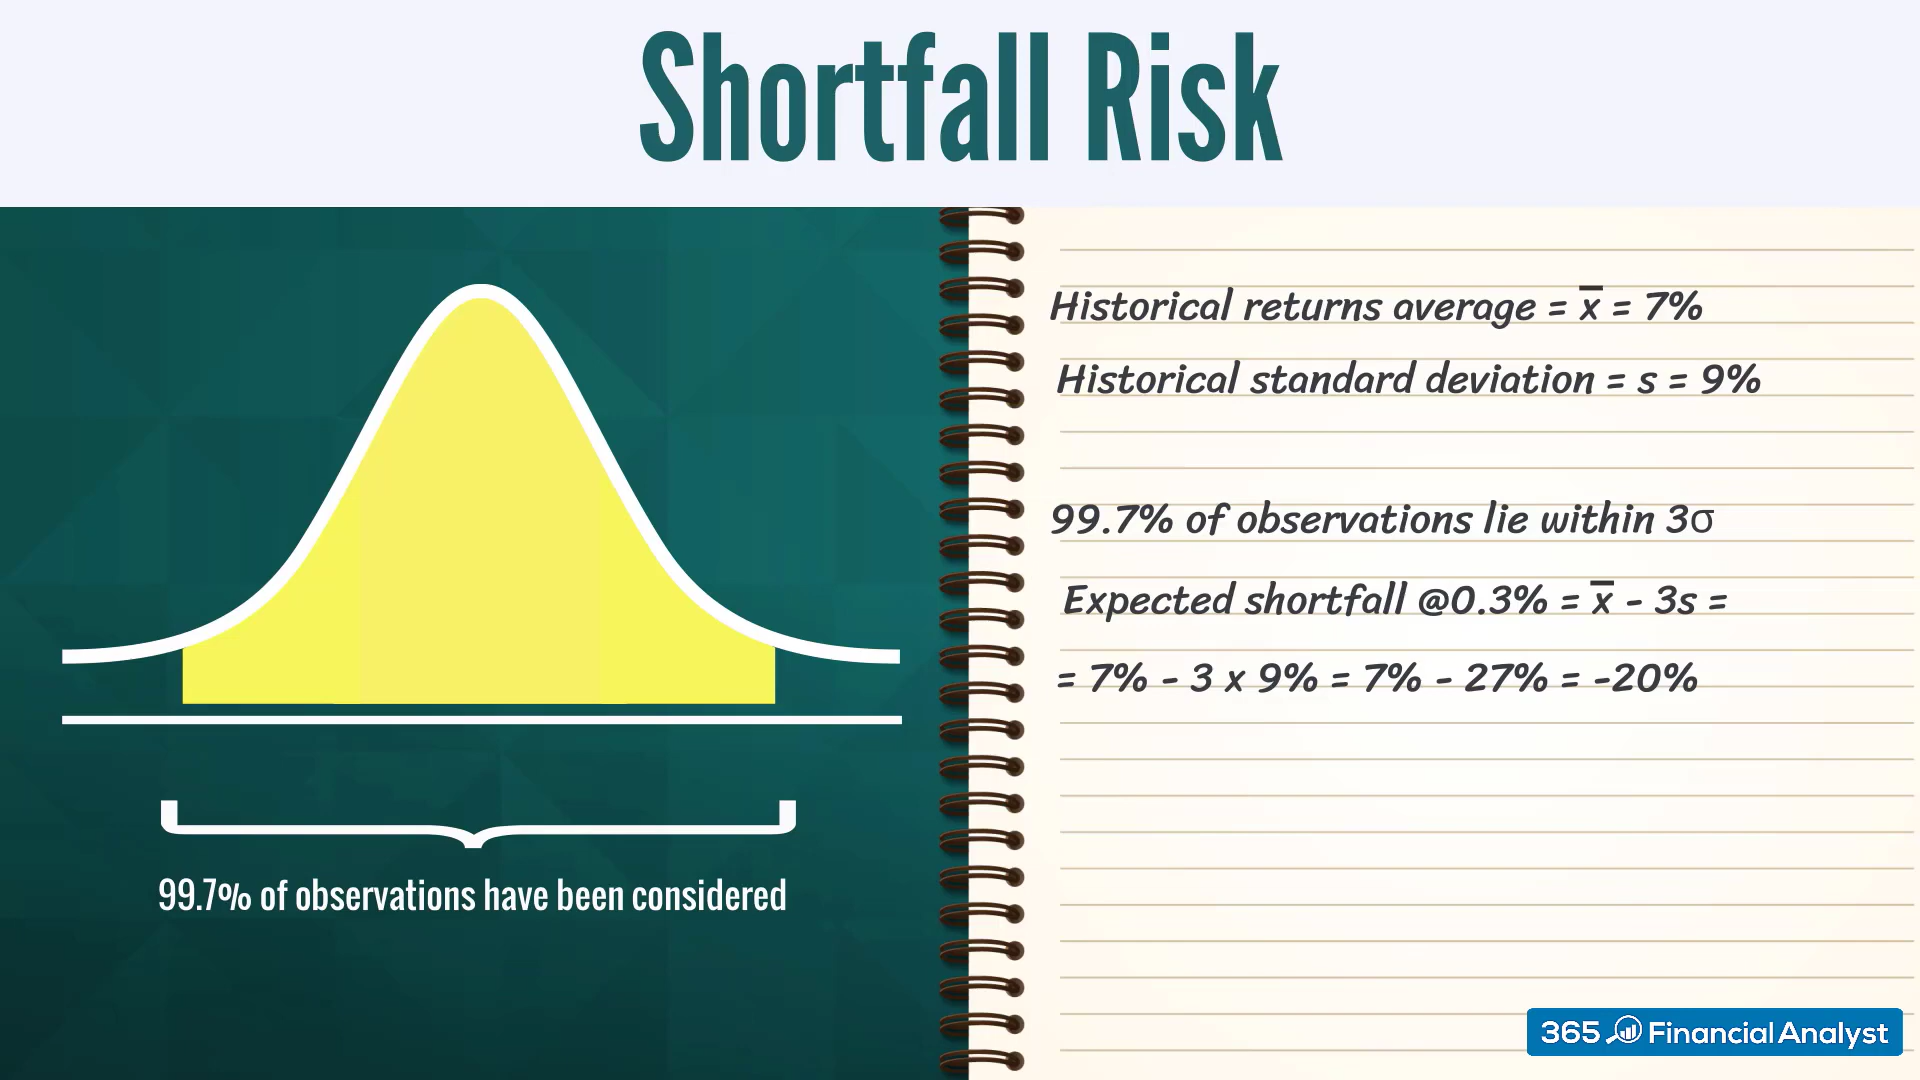 Shortfall Risk
Historical returns average = x̅ = 7%
Historical standard deviation = s = 9%
99.7% of observations lie within 3σ
Expected shortfall @0.3% = x̅ - 3s =
= 7% - 3 x 9% = 7% - 27% = -20%
99.7% of observations have been considered
365 Financial Analyst